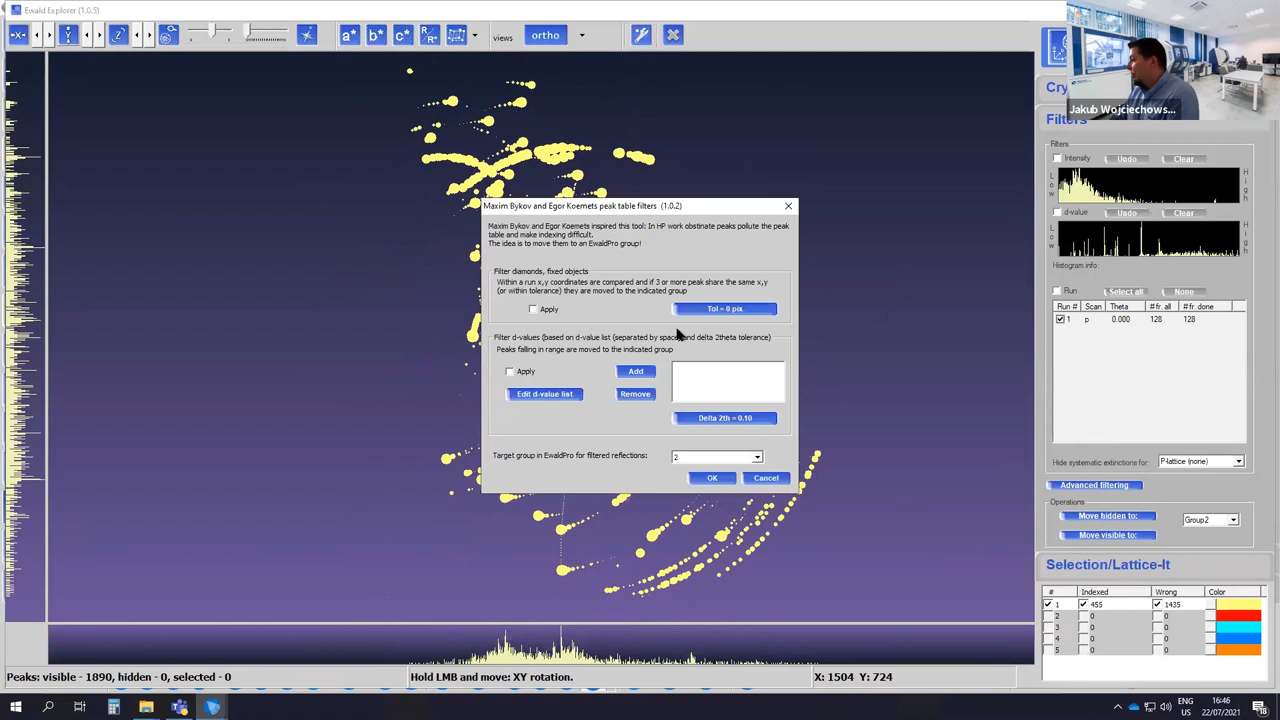 Ewald Explorer (1.0.5)
a* b* c* R/R* views ortho
Jakub Wojciechows...
Cry
Filters
Filters
Intensity Undo Clear
Low High
d-value Undo Clear
Low High
Histogram info:
Run Select all None
Run # Scan Theta # fr. all # fr. done
1 p 0.000 128 128
Hide systematic extinctions for: P-lattice (none)
Advanced filtering
Operations
Move hidden to: Group2
Move visible to:
Selection/Lattice-It
# Indexed Wrong Color
1 455 1435
2 0 0
3 0 0
4 0 0
5 0 0
Maxim Bykov and Egor Koemets peak table filters (1.0.2)
Maxim Bykov and Egor Koemets inspired this tool: In HP work obstinate peaks pollute the peak
table and make indexing difficult.
The idea is to move them to an EwaldPro group!
Filter diamonds, fixed objects
Within a run x,y coordinates are compared and if 3 or more peak share the same x,y
(or within tolerance) they are moved to the indicated group
Apply Tol = 8 pix
Filter d-values (based on d-value list (separated by space) and delta 2theta tolerance)
Peaks falling in range are moved to the indicated group
Apply Add
Edit d-value list Remove
Delta 2th = 0.10
Target group in EwaldPro for filtered reflections: 2
OK Cancel
Peaks: visible - 1890, hidden - 0, selected - 0 Hold LMB and move: XY rotation. X: 1504 Y: 724
ENG
US
16:46
22/07/2021
18